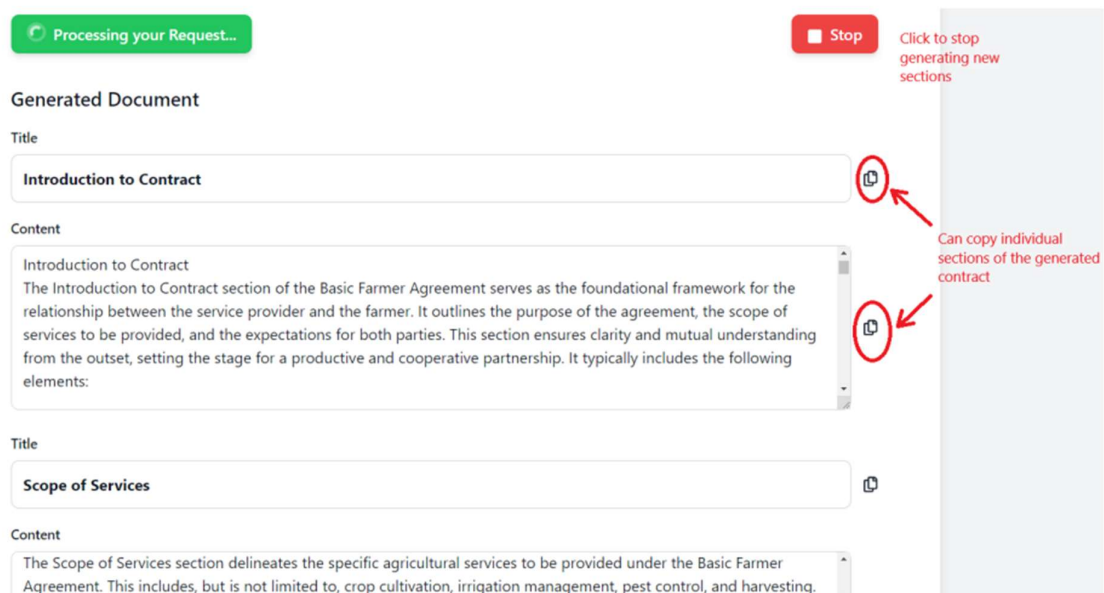 Processing your Request...
Stop
Click to stop
generating new
sections
Generated Document
Title
Introduction to Contract
Content
Introduction to Contract
The Introduction to Contract section of the Basic Farmer Agreement serves as the foundational framework for the
relationship between the service provider and the farmer. It outlines the purpose of the agreement, the scope of
services to be provided, and the expectations for both parties. This section ensures clarity and mutual understanding
from the outset, setting the stage for a productive and cooperative partnership. It typically includes the following
elements:
Can copy individual
sections of the generated
contract
Title
Scope of Services
Content
The Scope of Services section delineates the specific agricultural services to be provided under the Basic Farmer
Agreement. This includes, but is not limited to, crop cultivation, irrigation management, pest control, and harvesting.